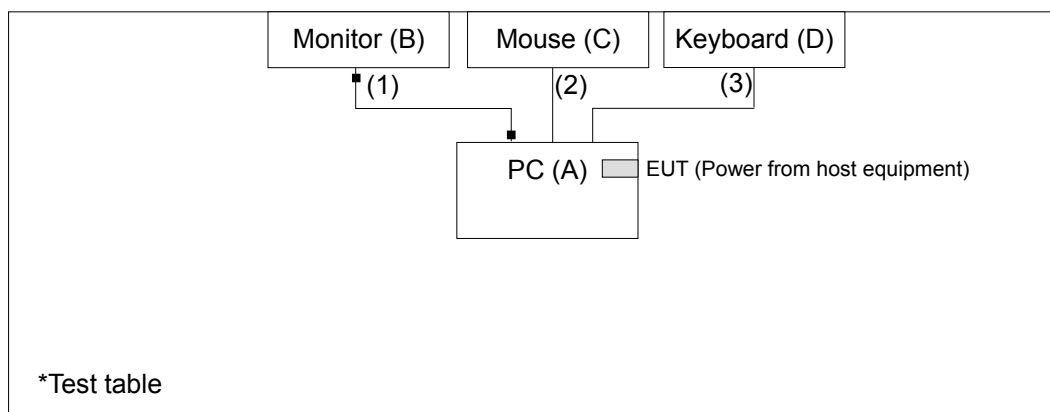 Monitor (B)
Mouse (C)
Keyboard (D)
(1)
(2)
(3)
PC (A)
EUT (Power from host equipment)
*Test table